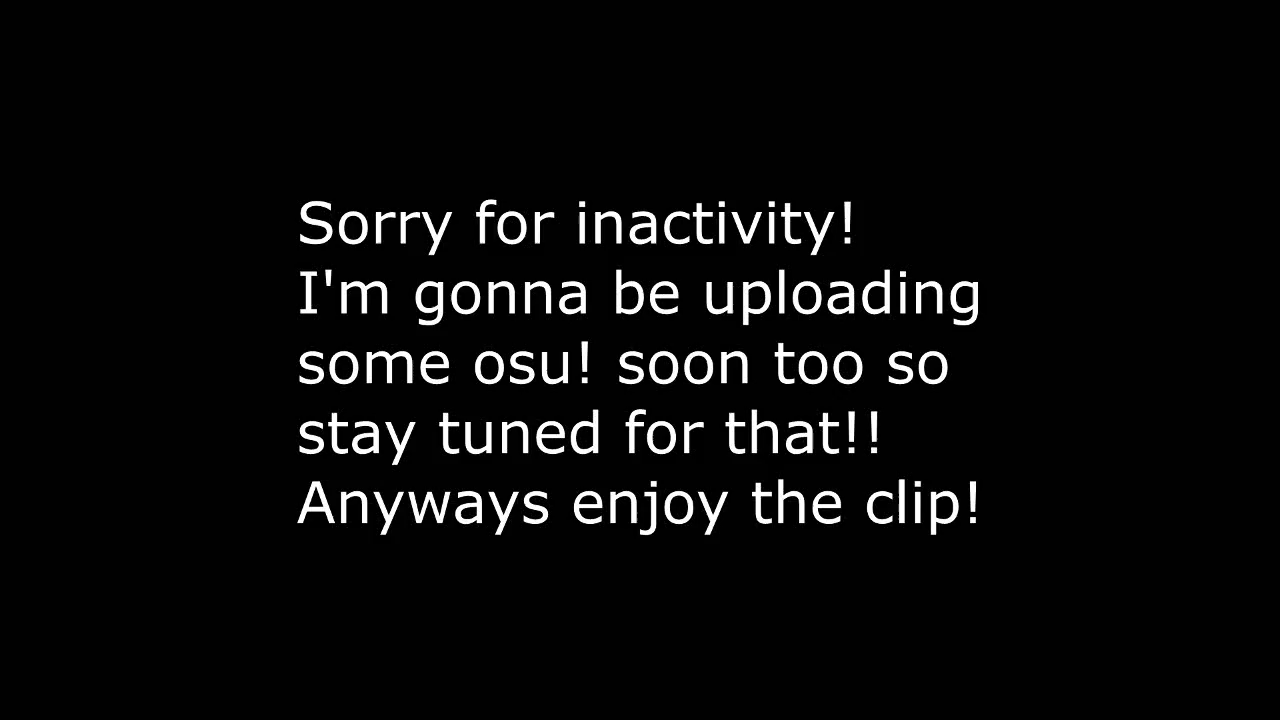 Sorry for inactivity!
I'm gonna be uploading
some osu! soon too so
stay tuned for that!!
Anyways enjoy the clip!